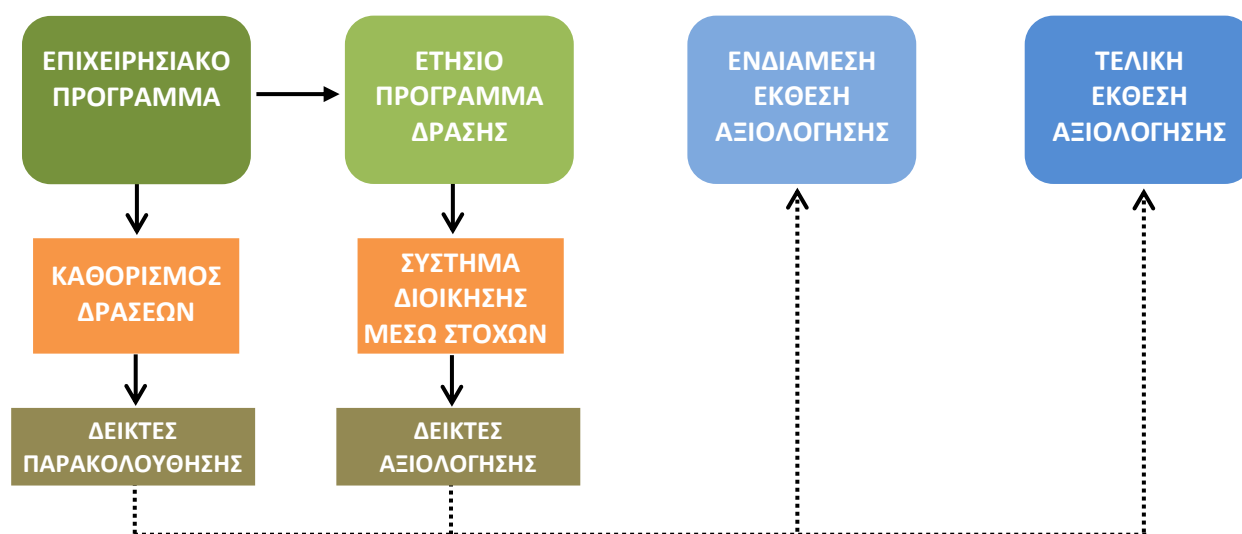 ΕΠΙΧΕΙΡΗΣΙΑΚΟ
ΠΡΟΓΡΑΜΜΑ
ΕΤΗΣΙΟ
ΠΡΟΓΡΑΜΜΑ
ΔΡΑΣΗΣ
ΕΝΔΙΑΜΕΣΗ
ΕΚΘΕΣΗ
ΑΞΙΟΛΟΓΗΣΗΣ
ΤΕΛΙΚΗ
ΕΚΘΕΣΗ
ΑΞΙΟΛΟΓΗΣΗΣ
ΚΑΘΟΡΙΣΜΟΣ
ΔΡΑΣΕΩΝ
ΣΥΣΤΗΜΑ
ΔΙΟΙΚΗΣΗΣ
ΜΕΣΩ ΣΤΟΧΩΝ
ΔΕΙΚΤΕΣ
ΠΑΡΑΚΟΛΟΥΘΗΣΗΣ
ΔΕΙΚΤΕΣ
ΑΞΙΟΛΟΓΗΣΗΣ